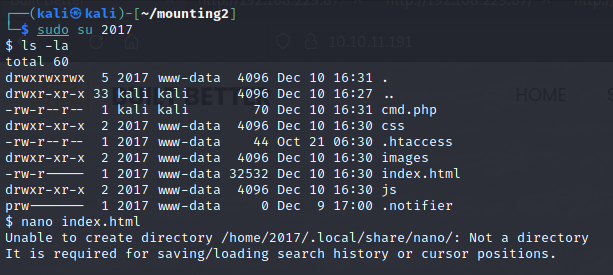 ┌──(kali㉿kali)-[~/mounting2]
└─$ sudo su 2017
$ ls -la
total 60
drwxrwxrwx  5 2017 www-data  4096 Dec 10 16:31 .
drwxr-xr-x 33 kali kali      4096 Dec 10 16:27 ..
-rw-r--r--  1 kali kali        70 Dec 10 16:31 cmd.php
drwxr-xr-x  2 2017 www-data  4096 Dec 10 16:30 css
-rw-r--r--  1 2017 www-data    44 Oct 21 06:30 .htaccess
drwxr-xr-x  2 2017 www-data  4096 Dec 10 16:30 images
-rw-r-----  1 2017 www-data 32532 Dec 10 16:30 index.html
drwxr-xr-x  2 2017 www-data  4096 Dec 10 16:30 js
prw-------  1 2017 www-data     0 Dec  9 17:00 .notifier
$ nano index.html
Unable to create directory /home/2017/.local/share/nano/: Not a directory
It is required for saving/loading search history or cursor positions.
10.10.11.191
HOME